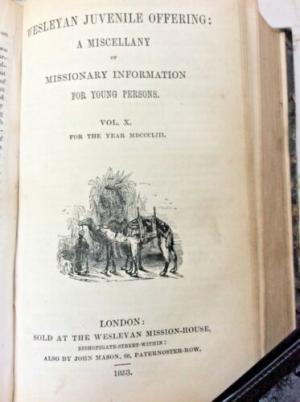 WESLEYAN JUVENILE OFFERING:
A MISCELLANY
OF
MISSIONARY INFORMATION
FOR YOUNG PERSONS.
VOL. X.
FOR THE YEAR MDCCCLIII.
LONDON:
SOLD AT THE WESLEYAN MISSION-HOUSE,
BISHOPSGATE-STREET-WITHIN;
ALSO BY JOHN MASON, 66, PATERNOSTER-ROW.
1853.